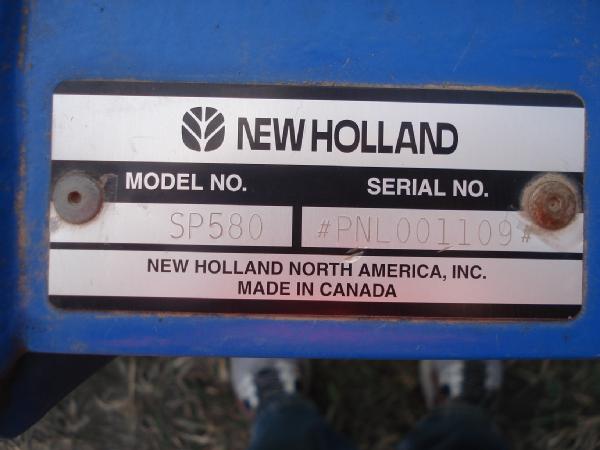 NEW HOLLAND
MODEL NO. SERIAL NO.
SP580 #PNL001109#
NEW HOLLAND NORTH AMERICA, INC.
MADE IN CANADA